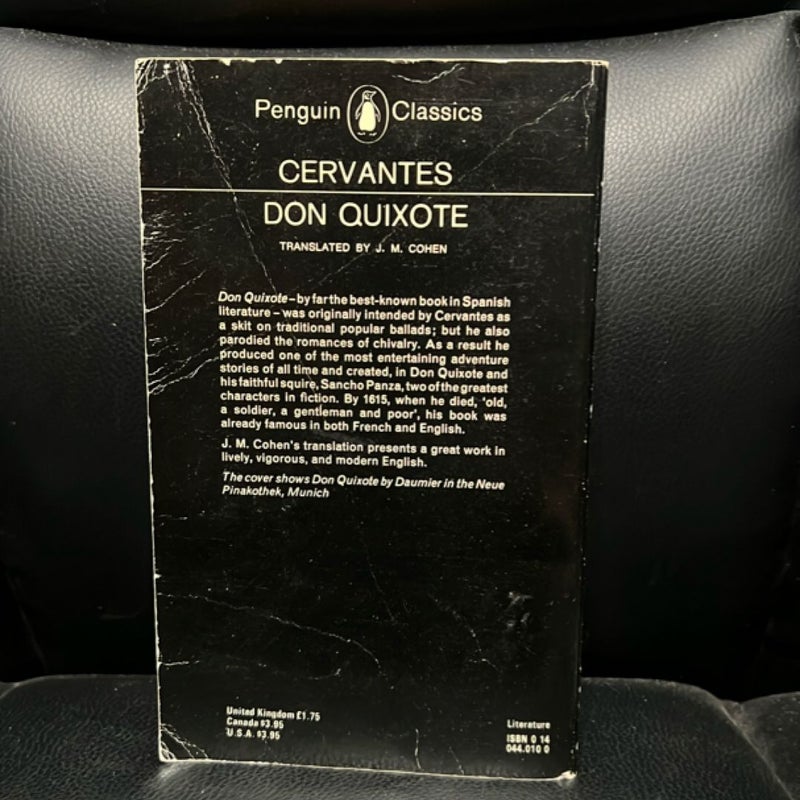 Penguin Classics
CERVANTES
DON QUIXOTE
TRANSLATED BY J. M. COHEN
Don Quixote – by far the best-known book in Spanish
literature – was originally intended by Cervantes as
a skit on traditional popular ballads; but he also
parodied the romances of chivalry. As a result he
produced one of the most entertaining adventure
stories of all time and created, in Don Quixote and
his faithful squire, Sancho Panza, two of the greatest
characters in fiction. By 1615, when he died, 'old,
a soldier, a gentleman and poor', his book was
already famous in both French and English.
J. M. Cohen's translation presents a great work in
lively, vigorous, and modern English.
The cover shows Don Quixote by Daumier in the Neue
Pinakothek, Munich
United Kingdom £1.75
Canada $3.95
U.S.A. $3.95
Literature
ISBN 0 14
044.010 0